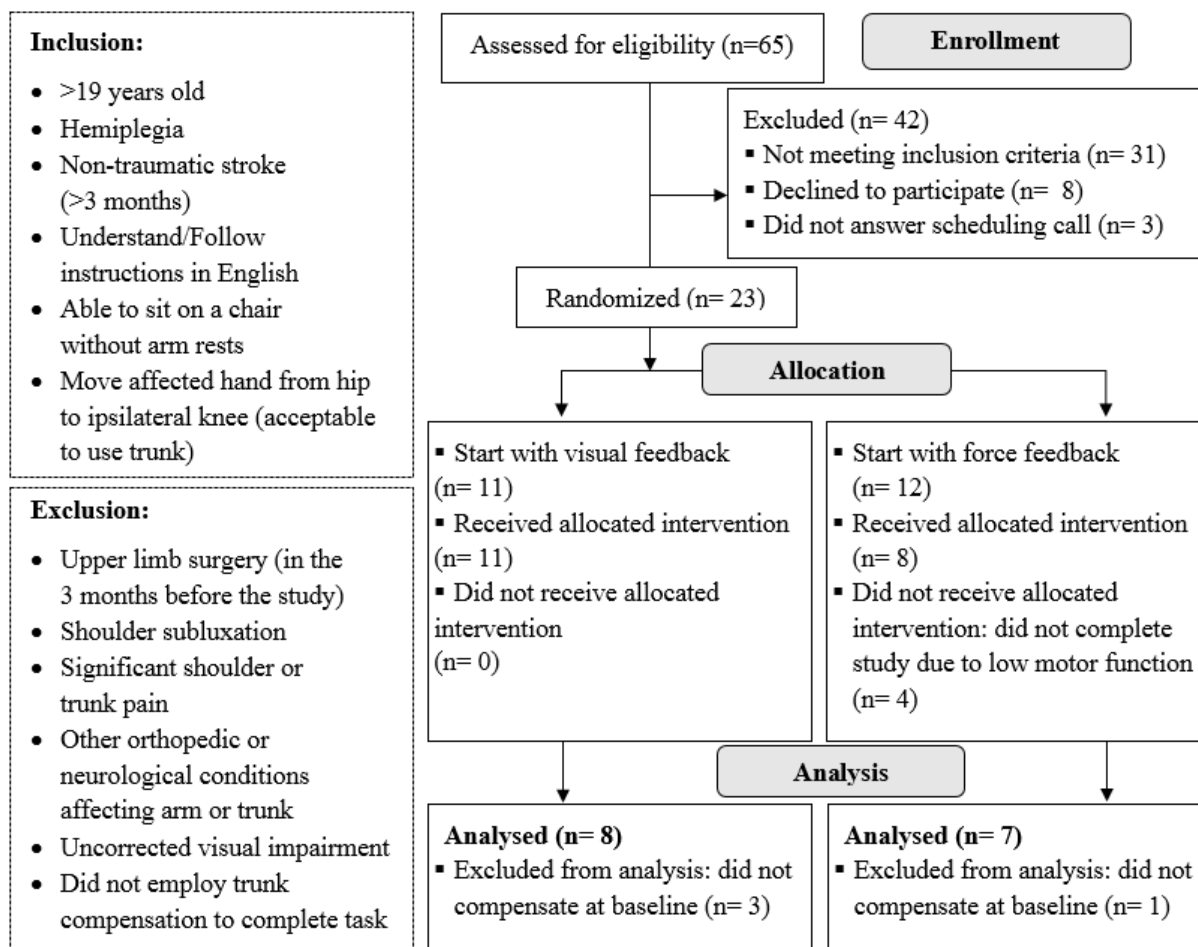 Inclusion:
• >19 years old
• Hemiplegia
• Non-traumatic stroke
(>3 months)
• Understand/Follow
instructions in English
• Able to sit on a chair
without arm rests
• Move affected hand from hip
to ipsilateral knee (acceptable
to use trunk)
Exclusion:
• Upper limb surgery (in the
3 months before the study)
• Shoulder subluxation
• Significant shoulder or
trunk pain
• Other orthopedic or
neurological conditions
affecting arm or trunk
• Uncorrected visual impairment
• Did not employ trunk
compensation to complete task
Assessed for eligibility (n=65)
Enrollment
Excluded (n= 42)
▪ Not meeting inclusion criteria (n= 31)
▪ Declined to participate (n=  8)
▪ Did not answer scheduling call (n= 3)
Randomized (n= 23)
Allocation
▪ Start with visual feedback
(n= 11)
▪ Received allocated intervention
(n= 11)
▪ Did not receive allocated
intervention
(n= 0)
▪ Start with force feedback
(n= 12)
▪ Received allocated intervention
(n= 8)
▪ Did not receive allocated
intervention: did not complete
study due to low motor function
(n= 4)
Analysis
Analysed (n= 8)
▪ Excluded from analysis: did not
compensate at baseline (n= 3)
Analysed (n= 7)
▪ Excluded from analysis: did not
compensate at baseline (n= 1)